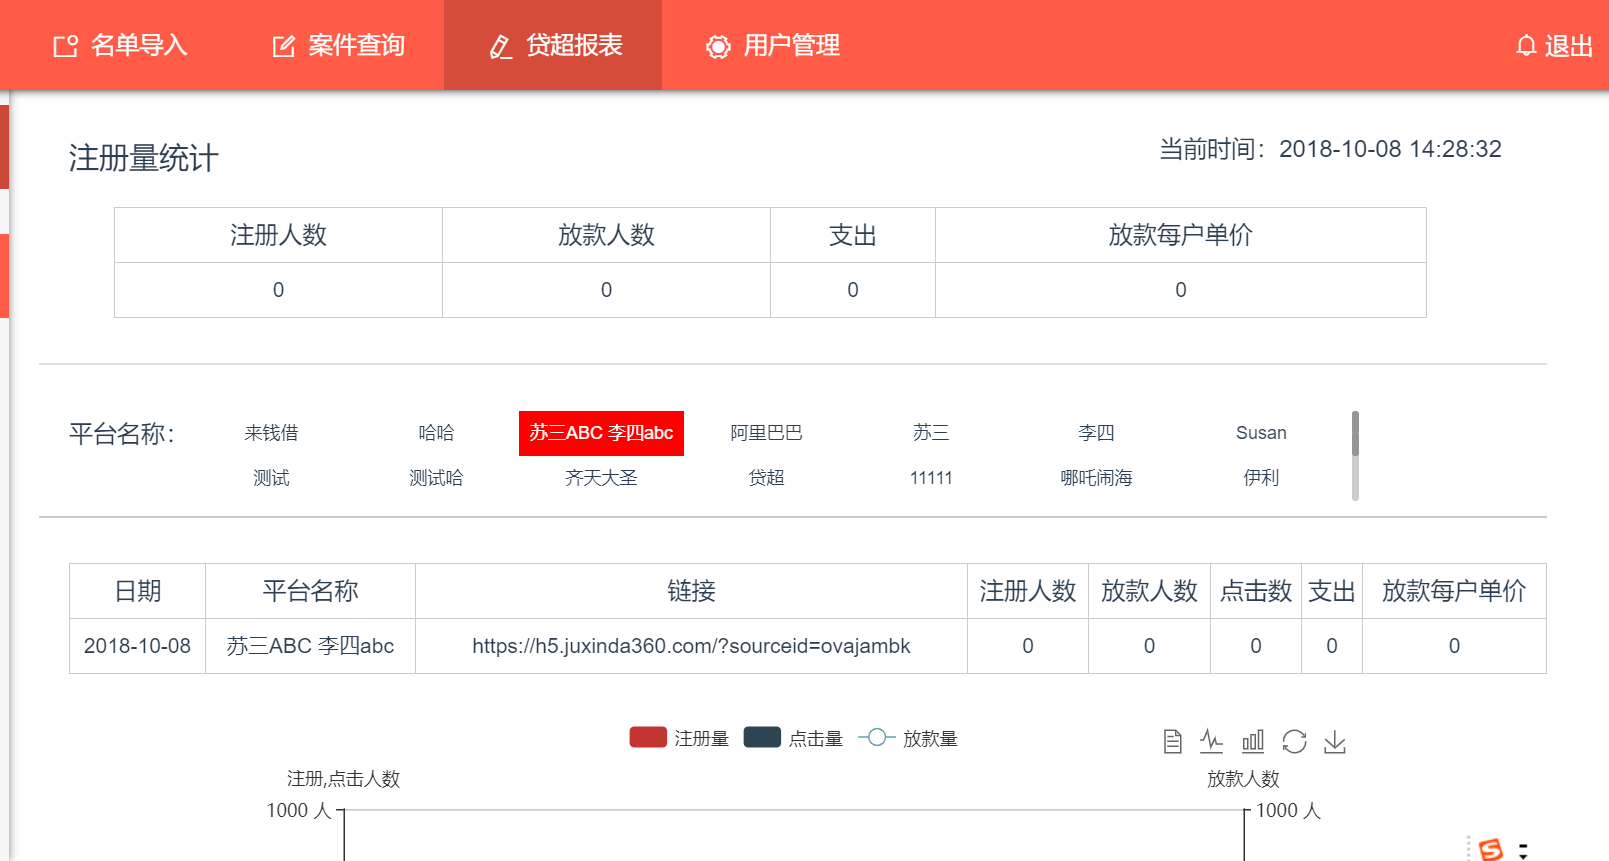 名单导入 案件查询 贷超报表 用户管理 退出
注册量统计 当前时间：2018-10-08 14:28:32
注册人数 放款人数 支出 放款每户单价
0 0 0 0
平台名称： 来钱借 哈哈 苏三ABC 李四abc 阿里巴巴 苏三 李四 Susan
测试 测试哈 齐天大圣 贷超 11111 哪吒闹海 伊利
日期 平台名称 链接 注册人数 放款人数 点击数 支出 放款每户单价
2018-10-08 苏三ABC 李四abc https://h5.juxinda360.com/?sourceid=ovajambk 0 0 0 0 0
注册量 点击量 放款量
注册,点击人数 放款人数
1000 人 1000 人